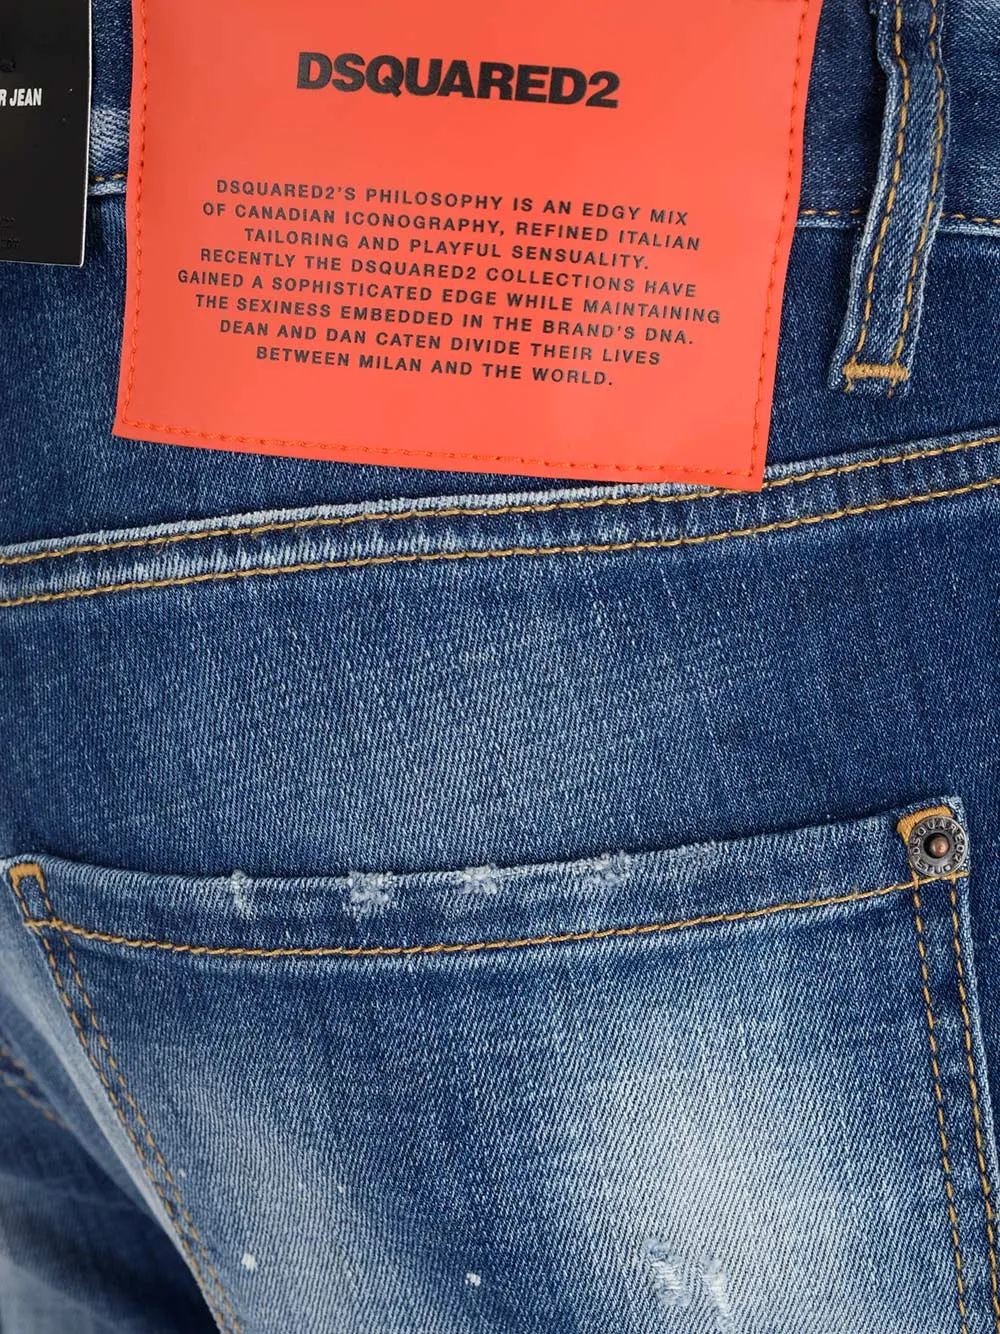 R JEAN
DSQUARED2
DSQUARED2'S PHILOSOPHY IS AN EDGY MIX
OF CANADIAN ICONOGRAPHY, REFINED ITALIAN
TAILORING AND PLAYFUL SENSUALITY.
RECENTLY THE DSQUARED2 COLLECTIONS HAVE
GAINED A SOPHISTICATED EDGE WHILE MAINTAINING
THE SEXINESS EMBEDDED IN THE BRAND'S DNA.
DEAN AND DAN CATEN DIVIDE THEIR LIVES
BETWEEN MILAN AND THE WORLD.
DSQUARED2